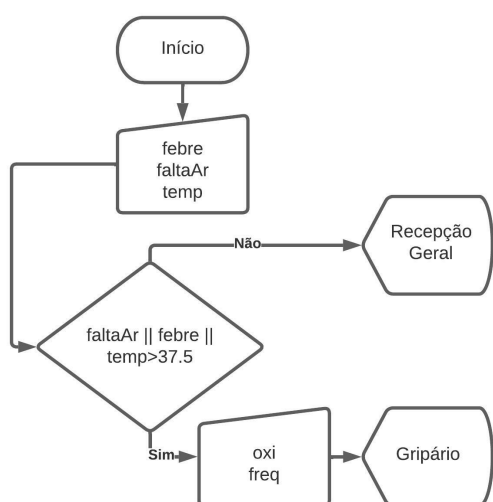 Início
febre
faltaAr
temp
Não
Recepção
Geral
faltaAr || febre ||
temp>37.5
Sim
oxi
freq
Gripário